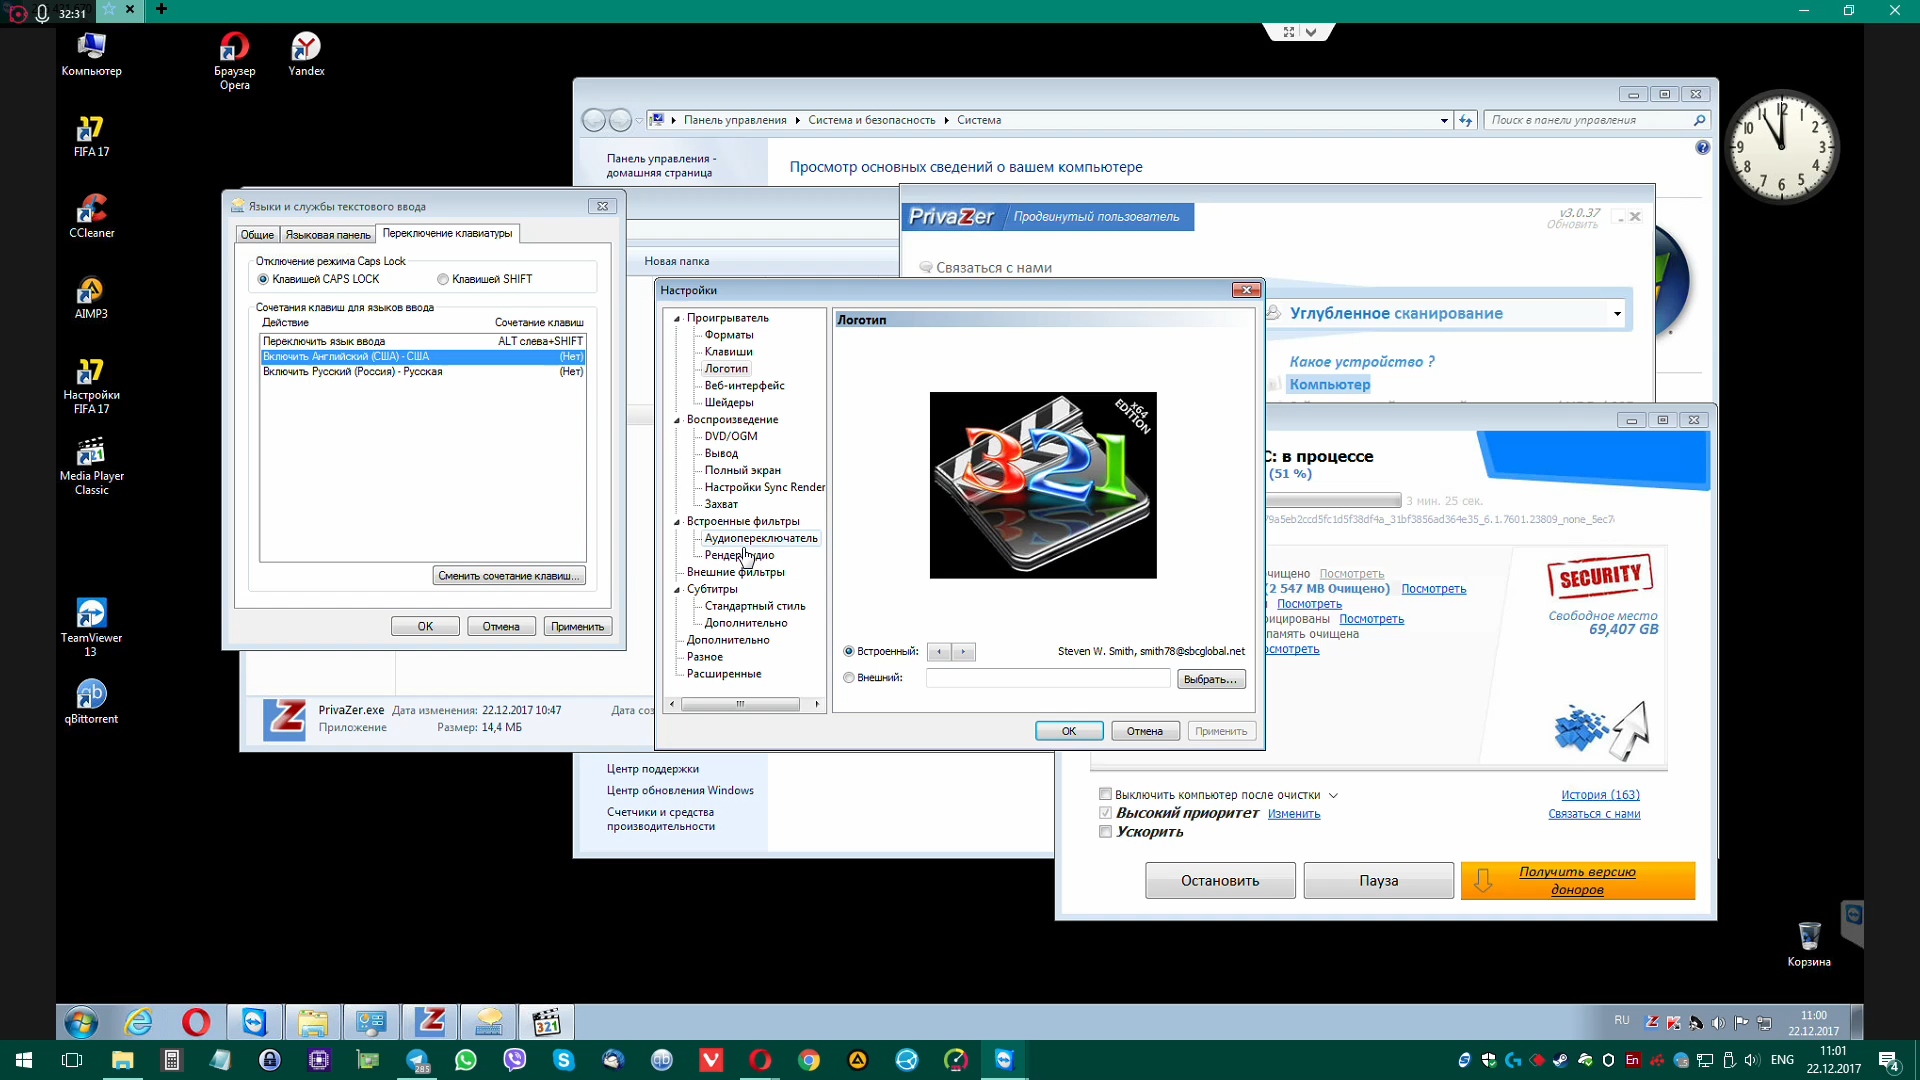 32:31
Компьютер
Браузер
Opera
Yandex
FIFA 17
CCleaner
AIMP3
Настройки
FIFA 17
Media Player
Classic
TeamViewer
13
qBittorrent
Панель управления
Система и безопасность
Система
Поиск в панели управления
Панель управления -
домашняя страница
Просмотр основных сведений о вашем компьютере
Языки и службы текстового ввода
Общие
Языковая панель
Переключение клавиатуры
Отключение режима Caps Lock
Клавишей CAPS LOCK
Клавишей SHIFT
Сочетания клавиш для языков ввода
Действие
Сочетание клавиш
Переключить язык ввода
ALT слева+SHIFT
Включить Английский (США) - США
(Нет)
Включить Русский (Россия) - Русская
(Нет)
Сменить сочетание клавиш...
OK
Отмена
Применить
Новая папка
PrivaZer
Продвинутый пользователь
v3.0.37
Обновить
Связаться с нами
Углубленное сканирование
Какое устройство ?
Компьютер
Настройки
Проигрыватель
Форматы
Клавиши
Логотип
Веб-интерфейс
Шейдеры
Воспроизведение
DVD/OGM
Вывод
Полный экран
Настройки Sync Render
Захват
Встроенные фильтры
Аудиопереключатель
Внешние фильтры
Субтитры
Стандартный стиль
Дополнительно
Дополнительно
Разное
Расширенные
Логотип
x64
EDITION
321
Встроенный:
Steven W. Smith, smith78@sbcglobal.net
Внешний:
Выбрать...
OK
Отмена
Применить
C: в процессе
(51 %)
3 мин. 25 сек.
Посмотреть
(2 547 MB Очищено)
Посмотреть
Посмотреть
Посмотреть
память очищена
SECURITY
Свободное место
69,407 GB
Выключить компьютер после очистки
Высокий приоритет
Изменить
Ускорить
История (163)
Связаться с нами
Остановить
Пауза
Получить версию
доноров
PrivaZer.exe
Дата изменения: 22.12.2017 10:47
Приложение
Размер: 14,4 МБ
Центр поддержки
Центр обновления Windows
Счетчики и средства
производительности
Корзина
RU
11:00
22.12.2017
285
ENG
11:01
22.12.2017
4